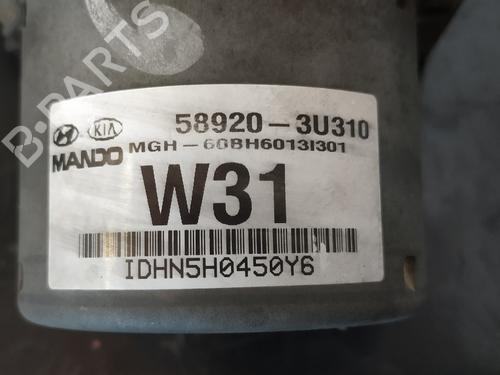 B-PARTS
KIA 58920-3U310
MANDO MGH-60BH6013I301
W31
IDHN5H0450Y6